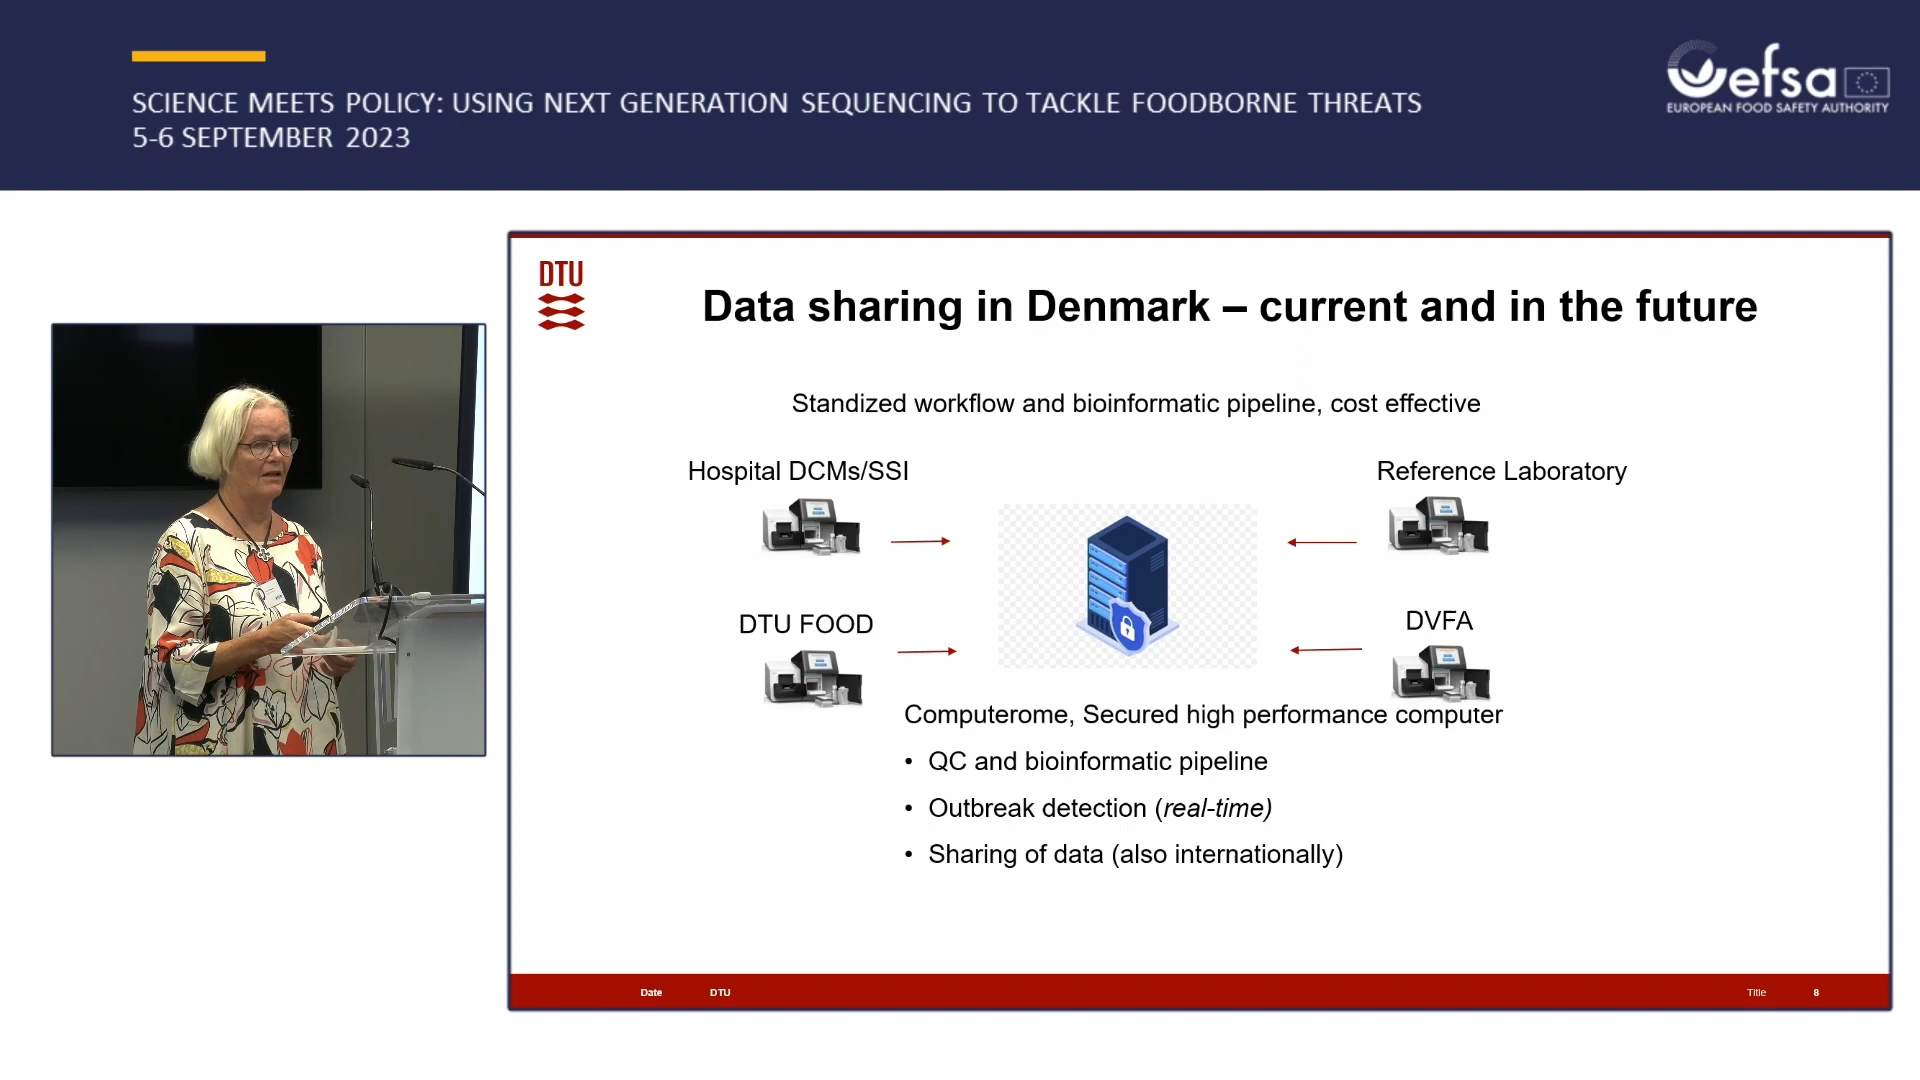 SCIENCE MEETS POLICY: USING NEXT GENERATION SEQUENCING TO TACKLE FOODBORNE THREATS
5-6 SEPTEMBER 2023
efsa
EUROPEAN FOOD SAFETY AUTHORITY
DTU
Data sharing in Denmark – current and in the future
Standized workflow and bioinformatic pipeline, cost effective
Hospital DCMs/SSI
Reference Laboratory
DTU FOOD
DVFA
Computerome, Secured high performance computer
• QC and bioinformatic pipeline
• Outbreak detection (real-time)
• Sharing of data (also internationally)
Date DTU Title 8